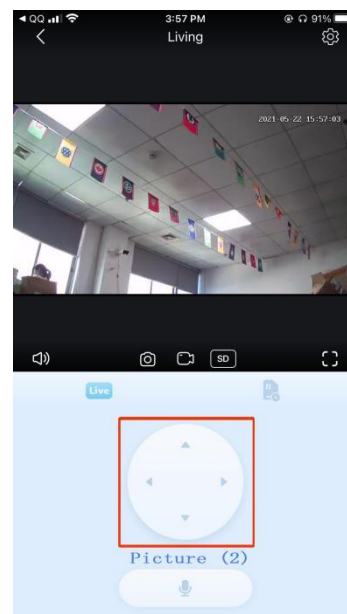 QQ 3:57 PM 91%
Living
2021-05-22 15:57:03
SD
Live
Picture (2)